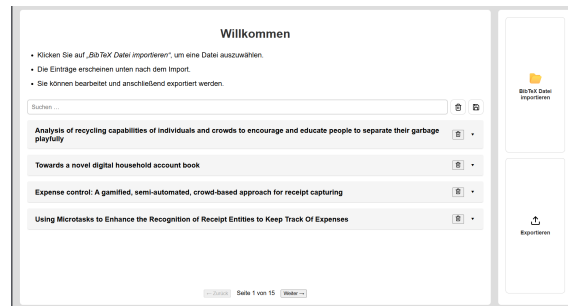 Willkommen
• Klicken Sie auf „BibTeX Datei importieren“, um eine Datei auszuwählen.
• Die Einträge erscheinen unten nach dem Import.
• Sie können bearbeitet und anschließend exportiert werden.
Suchen ...
Analysis of recycling capabilities of individuals and crowds to encourage and educate people to separate their garbage
playfully
Towards a novel digital household account book
Expense control: A gamified, semi-automated, crowd-based approach for receipt capturing
Using Microtasks to Enhance the Recognition of Receipt Entities to Keep Track Of Expenses
← Zurück Seite 1 von 15 Weiter →
BibTeX Datei
importieren
Exportieren